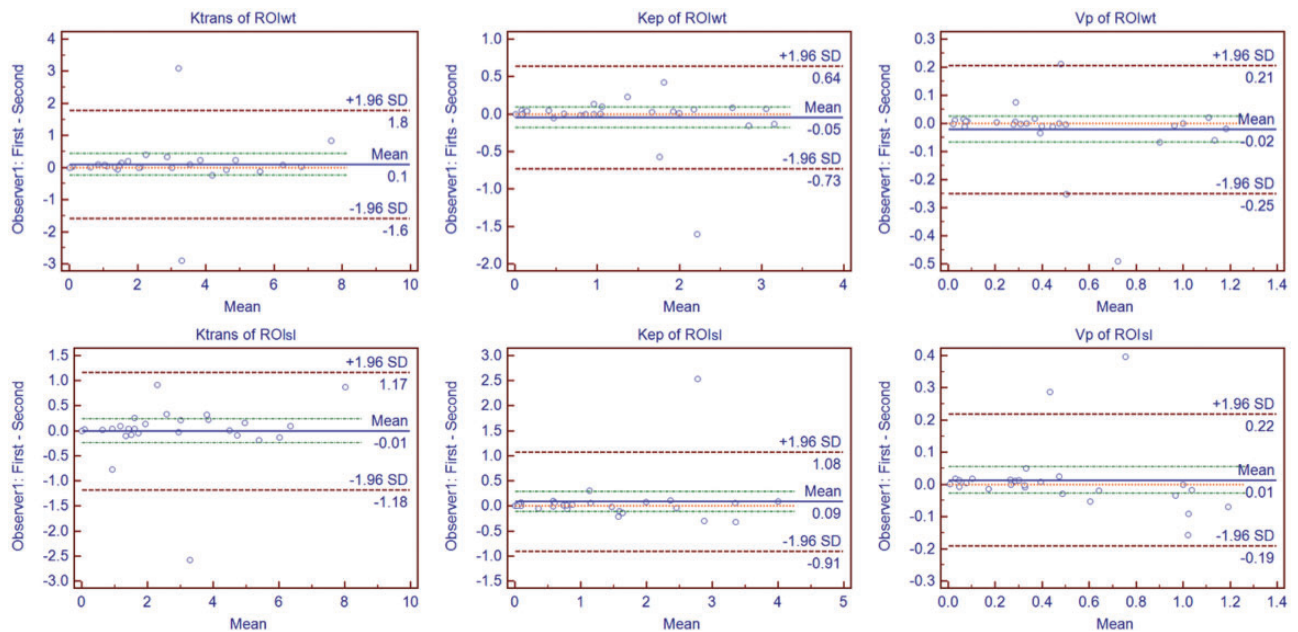 Ktrans of ROIwt
Observer1: First - Second
4
3
2
1
0
-1
-2
-3
+1.96 SD
1.8
Mean
0.1
-1.96 SD
-1.6
0 2 4 6 8 10
Mean
Kep of ROIwt
Observer1: Firts - Second
1.0
0.5
0.0
-0.5
-1.0
-1.5
-2.0
+1.96 SD
0.64
Mean
-0.05
-1.96 SD
-0.73
0 1 2 3 4
Mean
Vp of ROIwt
Observer1: First - Second
0.3
0.2
0.1
0.0
-0.1
-0.2
-0.3
-0.4
-0.5
+1.96 SD
0.21
Mean
-0.02
-1.96 SD
-0.25
0.0 0.2 0.4 0.6 0.8 1.0 1.2 1.4
Mean
Ktrans of ROIsl
Observer1: First - Second
1.5
1.0
0.5
0.0
-0.5
-1.0
-1.5
-2.0
-2.5
-3.0
+1.96 SD
1.17
Mean
-0.01
-1.96 SD
-1.18
0 2 4 6 8 10
Mean
Kep of ROIsl
Observer1: First - Second
3.0
2.5
2.0
1.5
1.0
0.5
0.0
-0.5
-1.0
-1.5
+1.96 SD
1.08
Mean
0.09
-1.96 SD
-0.91
0 1 2 3 4 5
Mean
Vp of ROIsl
Observer1: First - Second
0.4
0.3
0.2
0.1
0.0
-0.1
-0.2
-0.3
+1.96 SD
0.22
Mean
0.01
-1.96 SD
-0.19
0.0 0.2 0.4 0.6 0.8 1.0 1.2 1.4
Mean